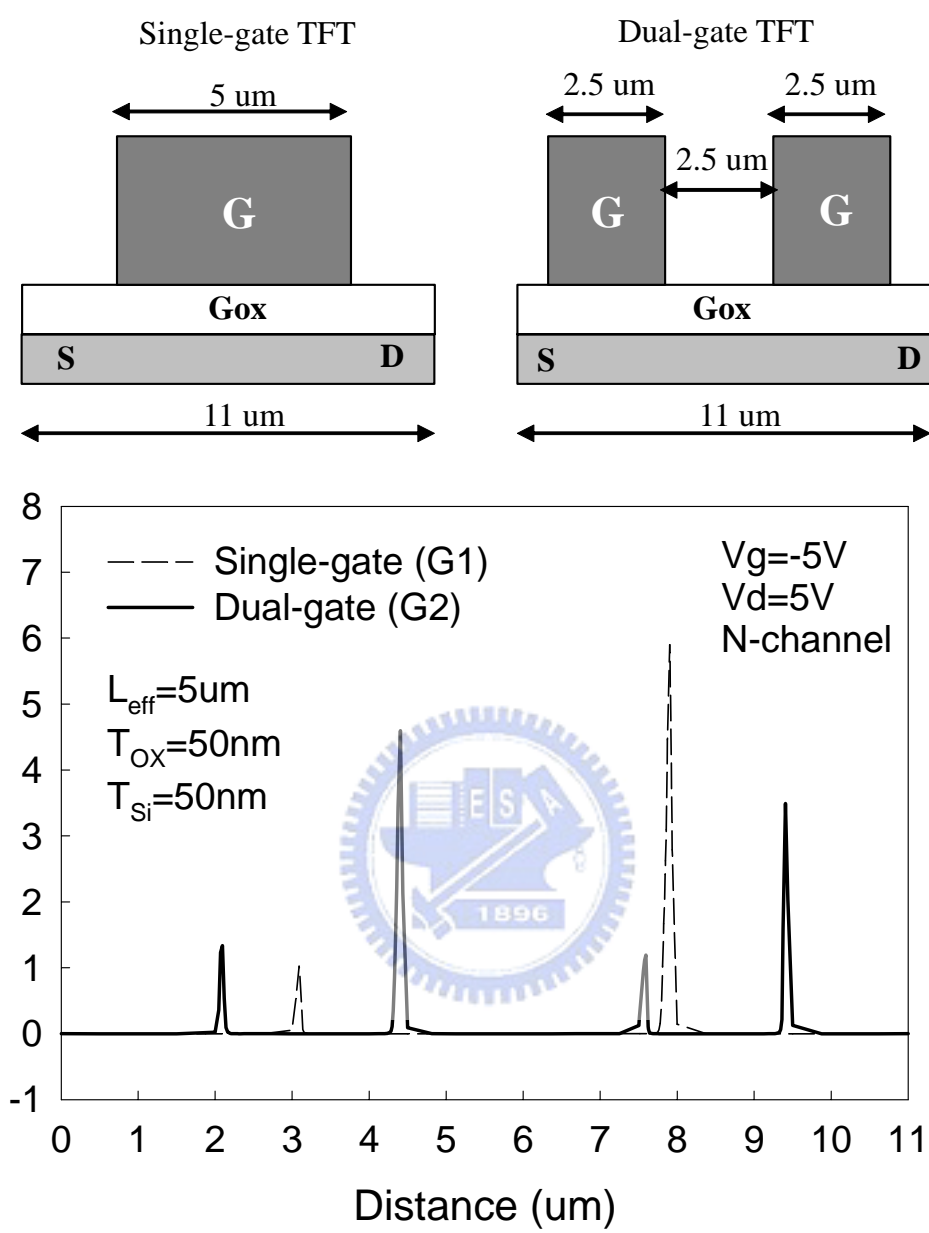 Single-gate TFT
Dual-gate TFT
5 um
2.5 um
2.5 um
2.5 um
G
G
G
Gox
Gox
S
D
S
D
11 um
11 um
8
7
6
5
4
3
2
1
0
-1
Single-gate (G1)
Dual-gate (G2)
Vg=-5V
Vd=5V
N-channel
Leff=5um
TOX=50nm
TSi=50nm
E S A
1896
0 1 2 3 4 5 6 7 8 9 10 11
Distance (um)